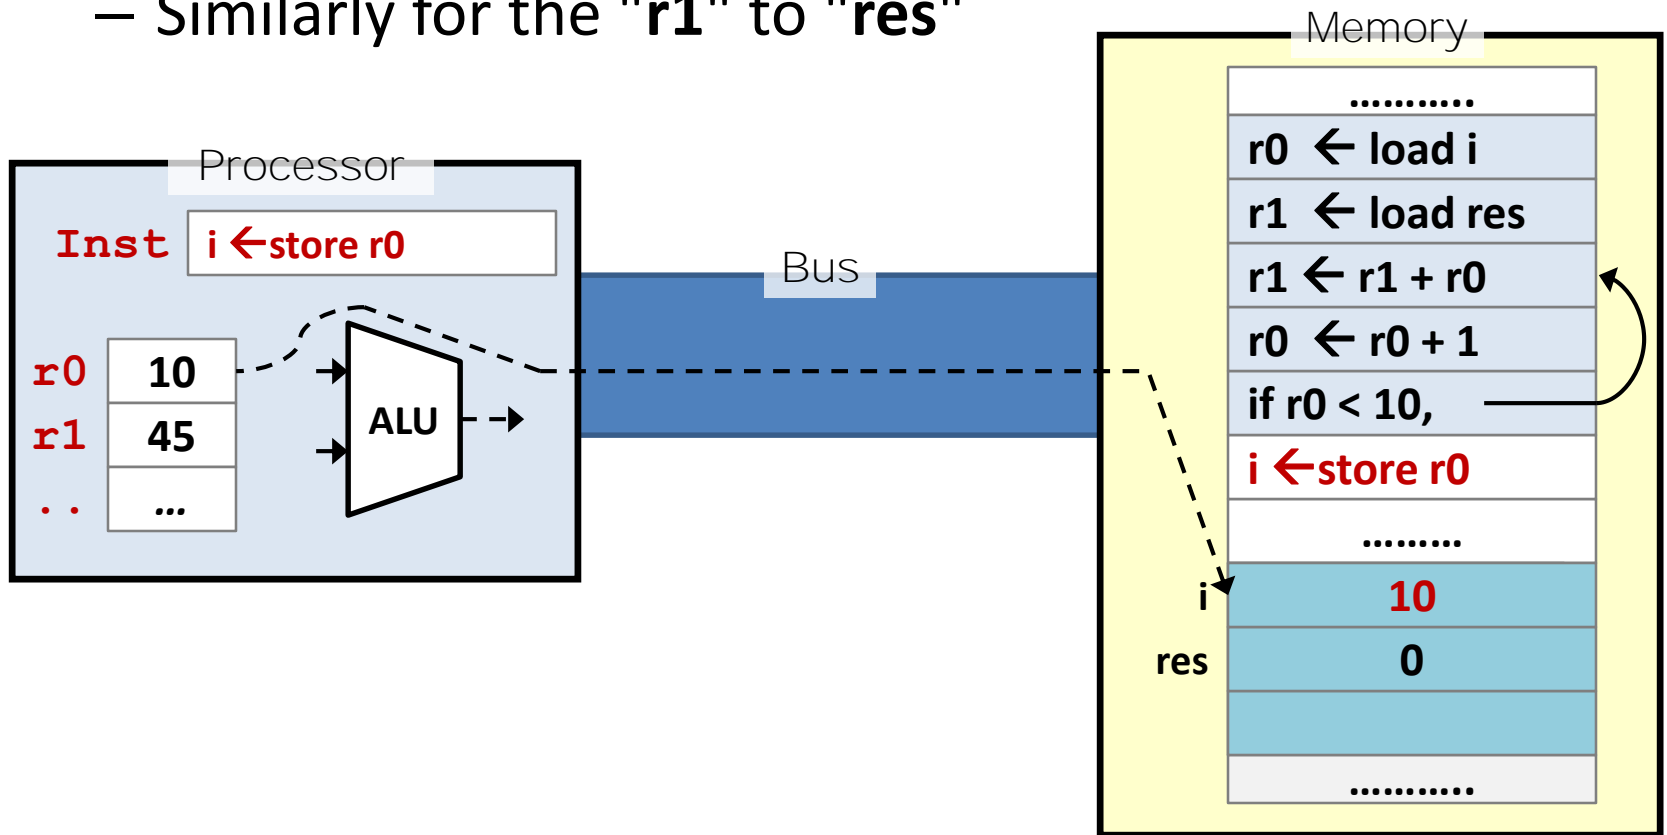 – Similarly for the "r1" to "res"
Memory
………..
r0 ← load i
r1 ← load res
r1 ← r1 + r0
r0 ← r0 + 1
if r0 < 10,
i ←store r0
………
i 10
res 0
………..
Processor
Inst i ←store r0
r0 10
r1 45
.. ...
ALU
Bus